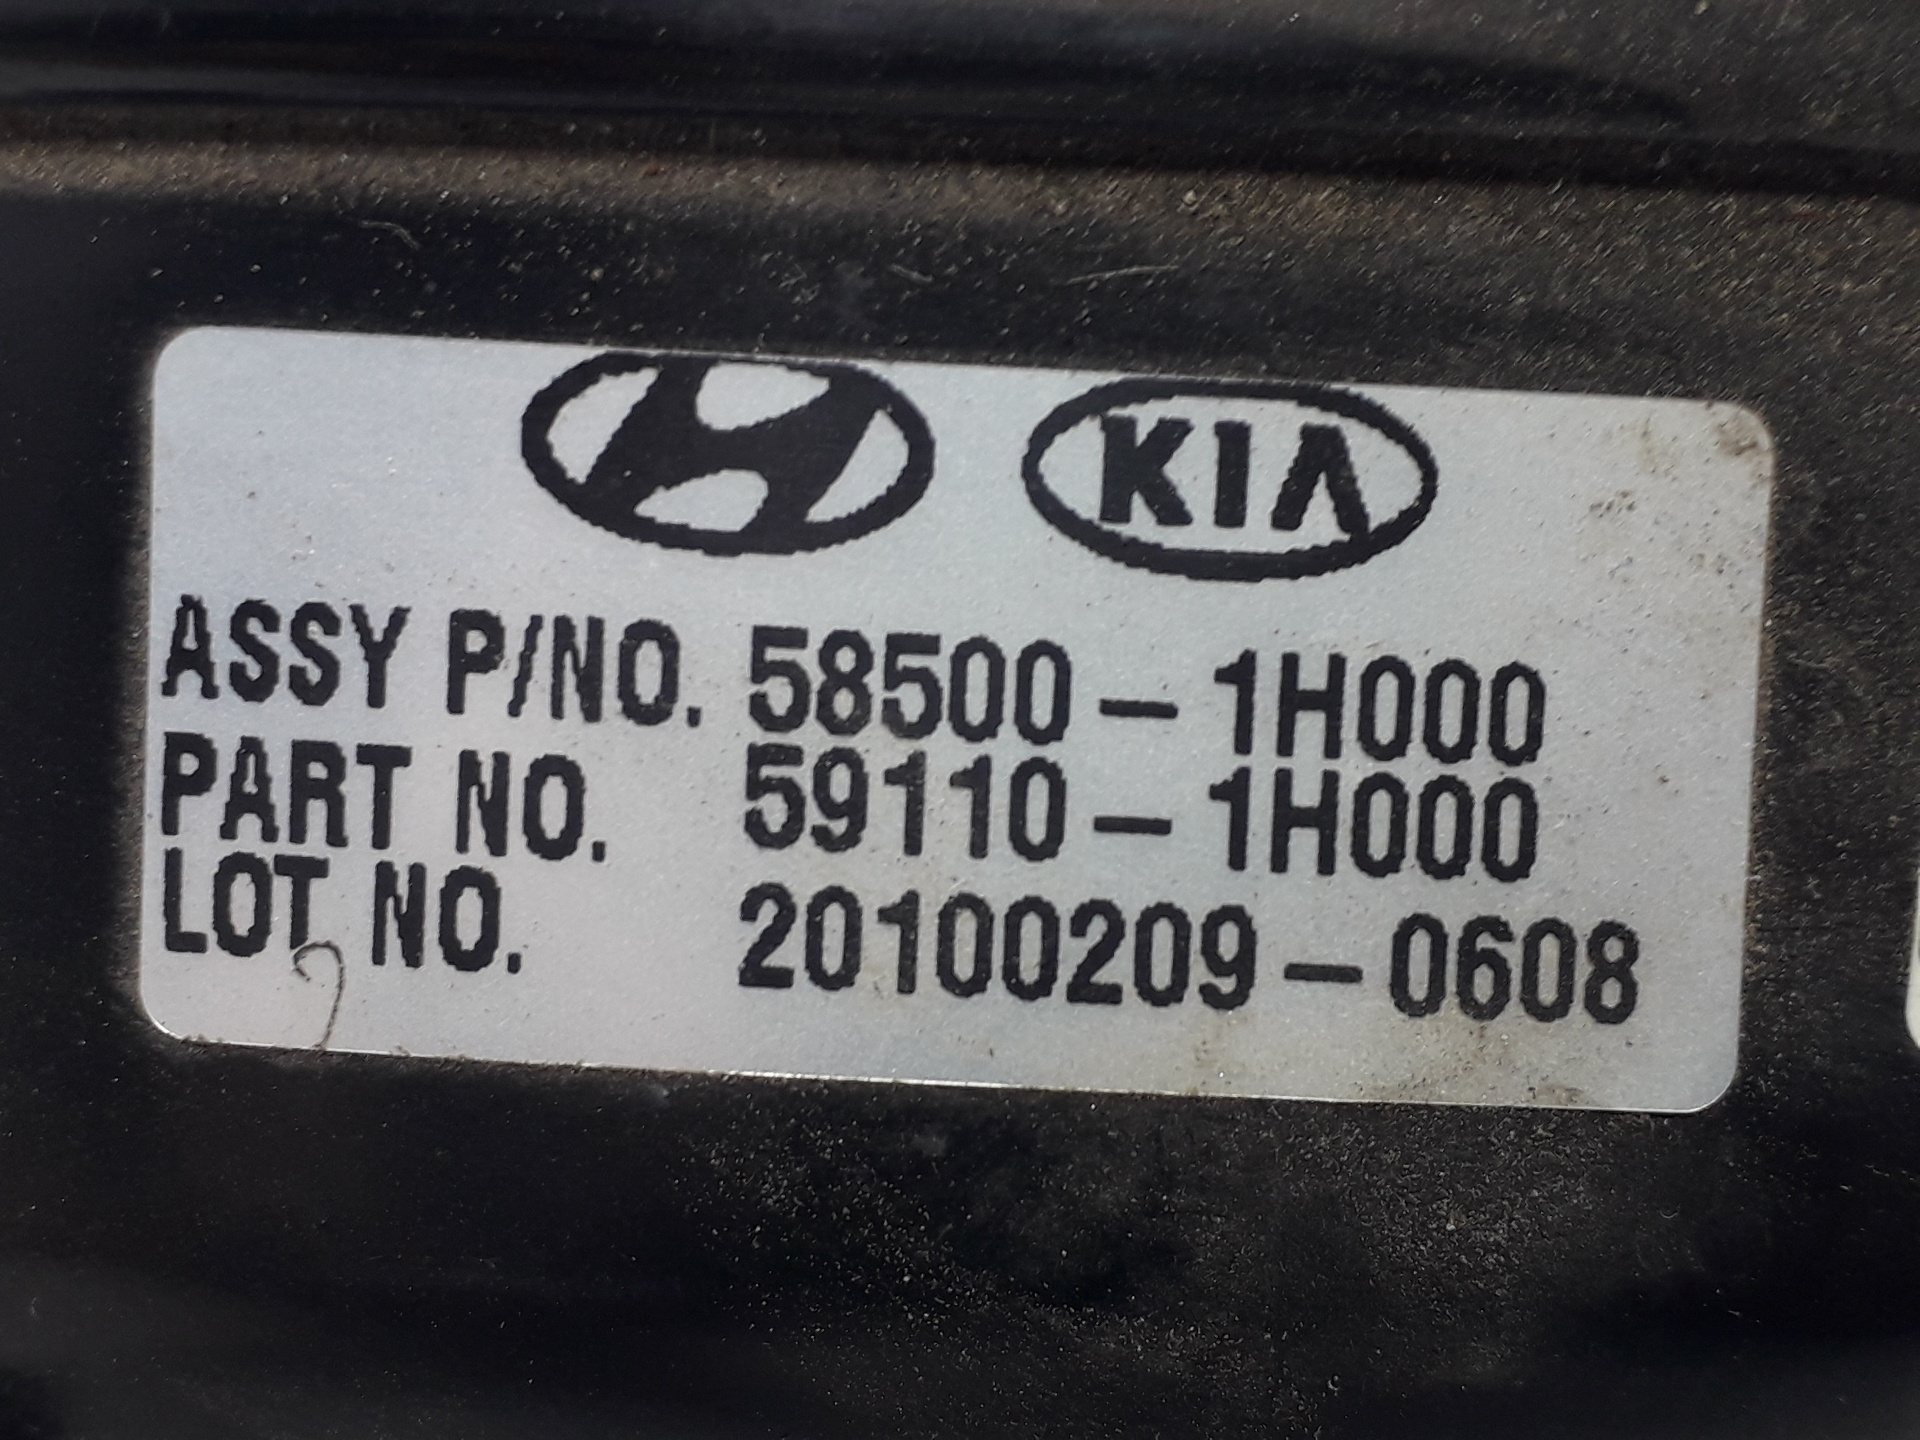 KIA
ASSY P/NO. 58500-1H000
PART NO. 59110-1H000
LOT NO. 20100209-0608